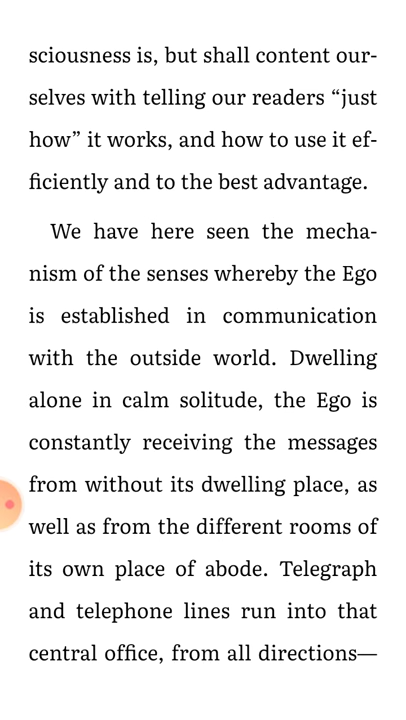 sciousness is, but shall content our-
selves with telling our readers “just
how” it works, and how to use it ef-
ficiently and to the best advantage.
We have here seen the mecha-
nism of the senses whereby the Ego
is established in communication
with the outside world. Dwelling
alone in calm solitude, the Ego is
constantly receiving the messages
from without its dwelling place, as
well as from the different rooms of
its own place of abode. Telegraph
and telephone lines run into that
central office, from all directions—